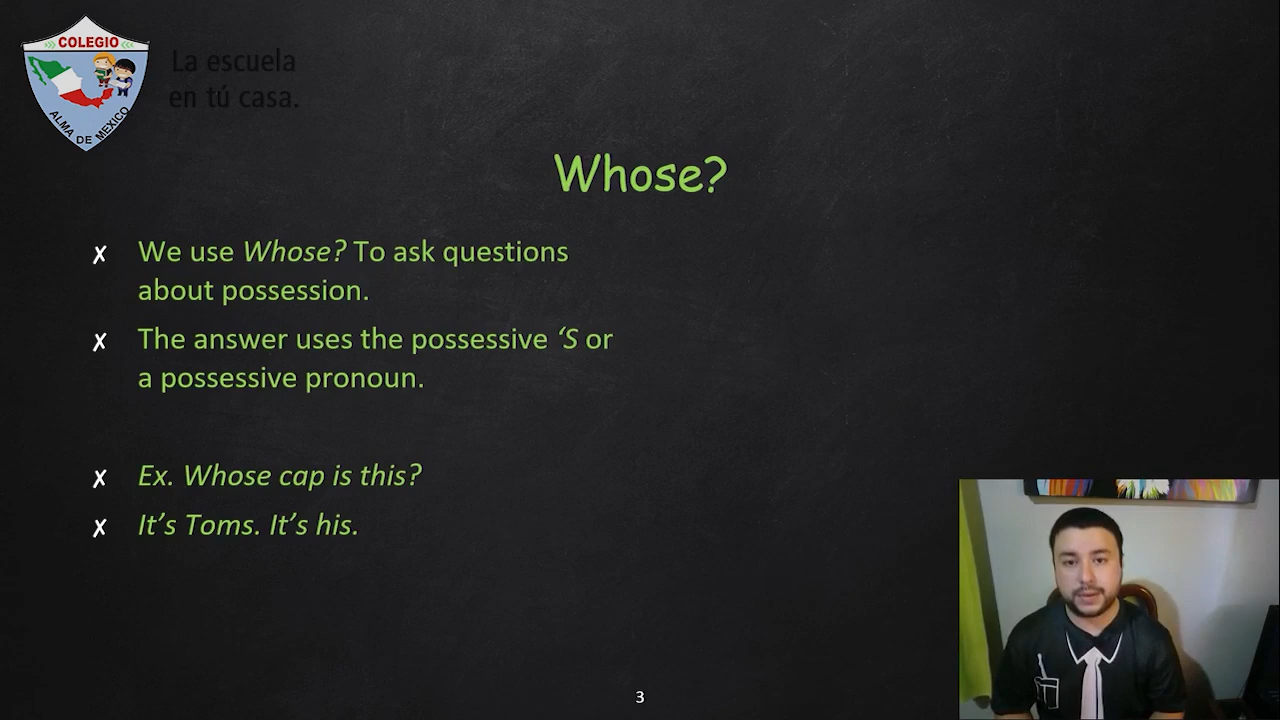 COLEGIO
ALMA DE MEXICO
La escuela
en tú casa.
Whose?
✗ We use Whose? To ask questions
about possession.
✗ The answer uses the possessive ‘S or
a possessive pronoun.
✗ Ex. Whose cap is this?
✗ It’s Toms. It’s his.
3